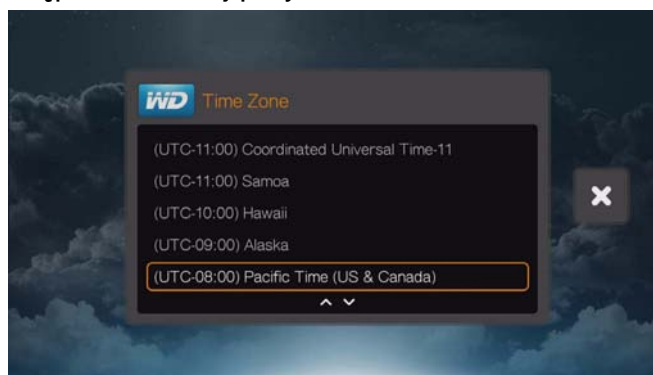 WD Time Zone
(UTC-11:00) Coordinated Universal Time-11
(UTC-11:00) Samoa
(UTC-10:00) Hawaii
(UTC-09:00) Alaska
(UTC-08:00) Pacific Time (US & Canada)